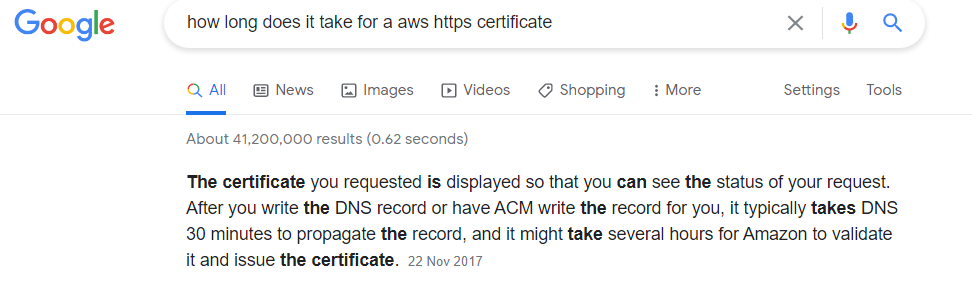 Google
how long does it take for a aws https certificate
All News Images Videos Shopping More Settings Tools
About 41,200,000 results (0.62 seconds)
The certificate you requested is displayed so that you can see the status of your request.
After you write the DNS record or have ACM write the record for you, it typically takes DNS
30 minutes to propagate the record, and it might take several hours for Amazon to validate
it and issue the certificate. 22 Nov 2017